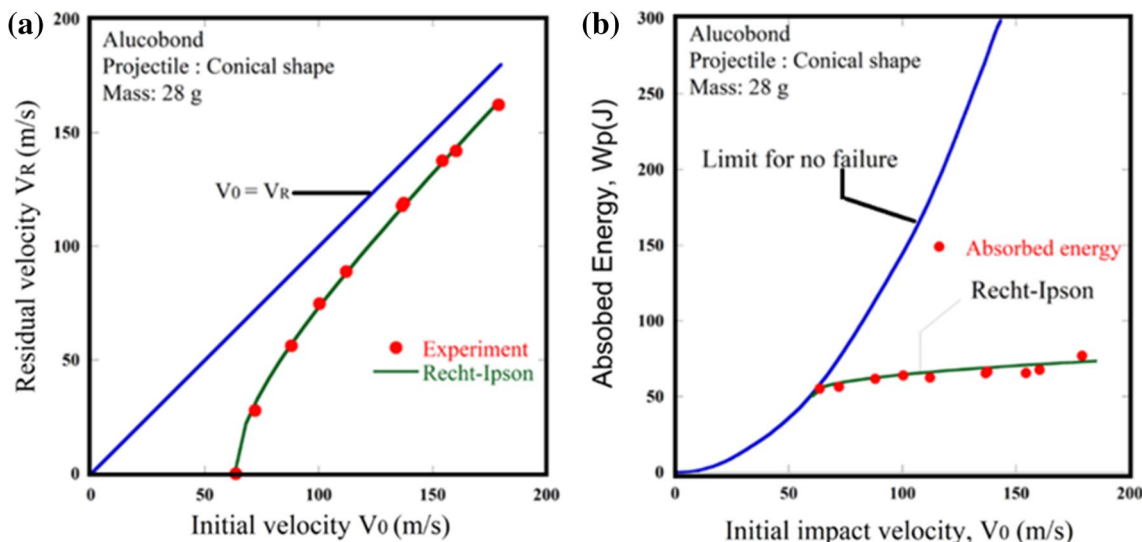 (a)
200
150
100
50
0
Residual velocity VR (m/s)
Alucobond
Projectile : Conical shape
Mass: 28 g
V0 = VR
Experiment
Recht-Ipson
0 50 100 150 200
Initial velocity V0 (m/s)
(b)
300
250
200
150
100
50
0
Absobed Energy, Wp(J)
Alucobond
Projectile : Conical shape
Mass: 28 g
Limit for no failure
Absorbed energy
Recht-Ipson
0 50 100 150 200
Initial impact velocity, V0 (m/s)